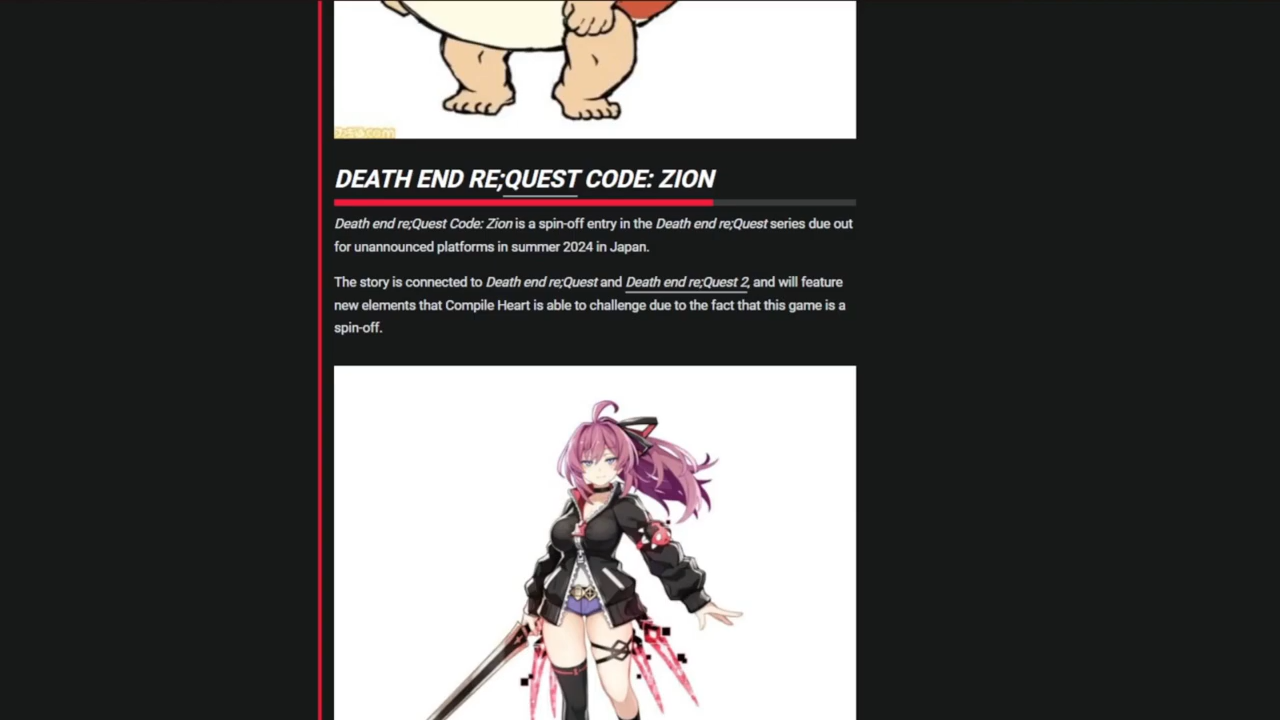 DEATH END RE;QUEST CODE: ZION
Death end re;Quest Code: Zion is a spin-off entry in the Death end re;Quest series due out
for unannounced platforms in summer 2024 in Japan.
The story is connected to Death end re;Quest and Death end re;Quest 2, and will feature
new elements that Compile Heart is able to challenge due to the fact that this game is a
spin-off.